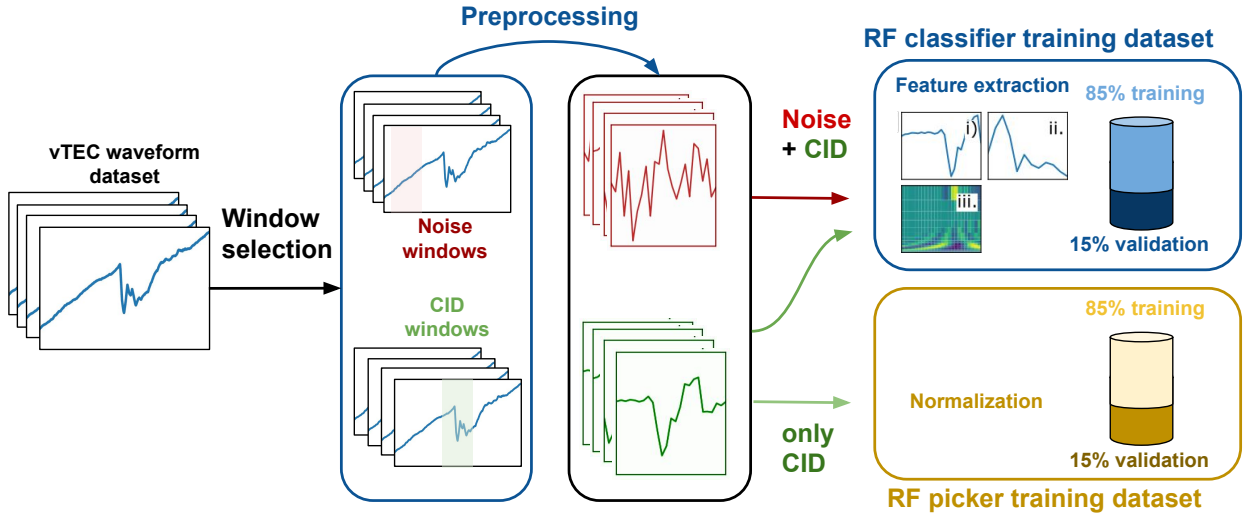 Preprocessing
RF classifier training dataset
Feature extraction
85% training
i)
ii.
iii.
15% validation
vTEC waveform
dataset
Window
selection
Noise
windows
CID
windows
Noise
+ CID
only
CID
85% training
Normalization
15% validation
RF picker training dataset